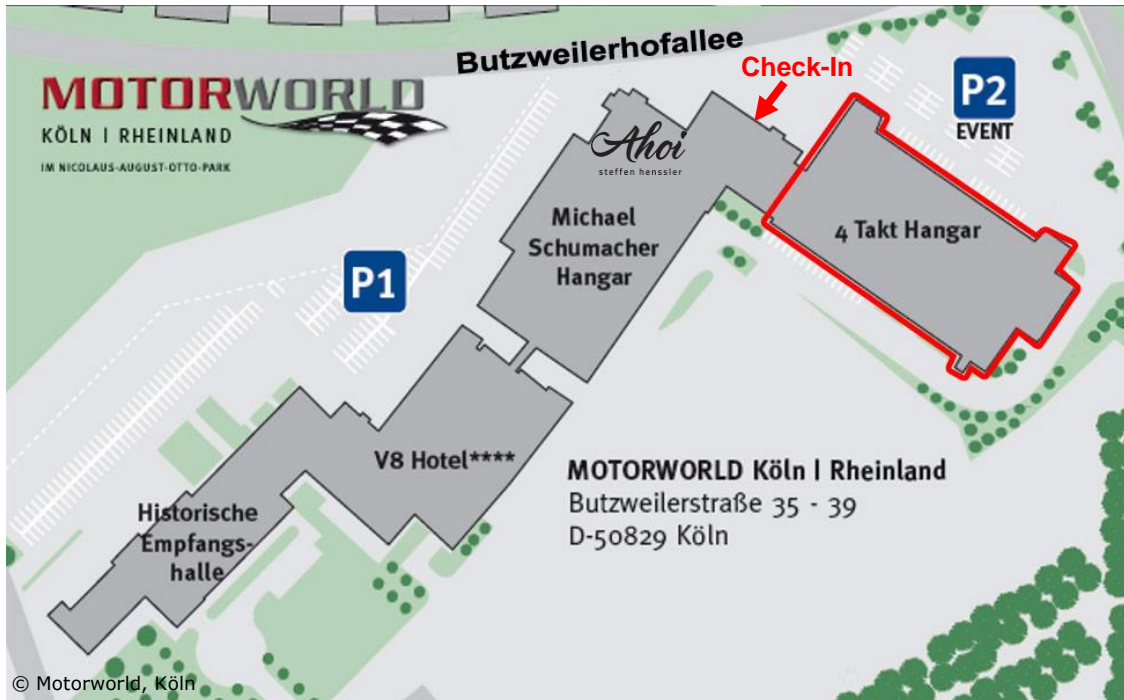 Butzweilerhofallee
MOTORWORLD
KÖLN I RHEINLAND
IM NICOLAUS-AUGUST-OTTO-PARK
Check-In
P2
EVENT
Ahoi
steffen henssler
Michael
Schumacher
Hangar
4 Takt Hangar
P1
V8 Hotel****
Historische
Empfangs-
halle
MOTORWORLD Köln I Rheinland
Butzweilerstraße 35 - 39
D-50829 Köln
© Motorworld, Köln